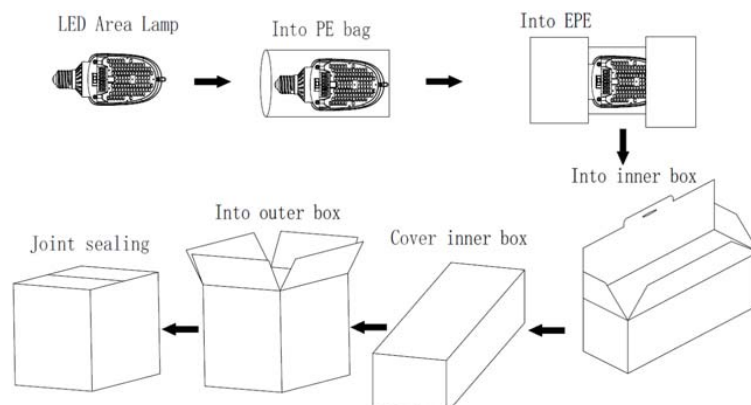 LED Area Lamp
Into PE bag
Into EPE
Into inner box
Cover inner box
Into outer box
Joint sealing